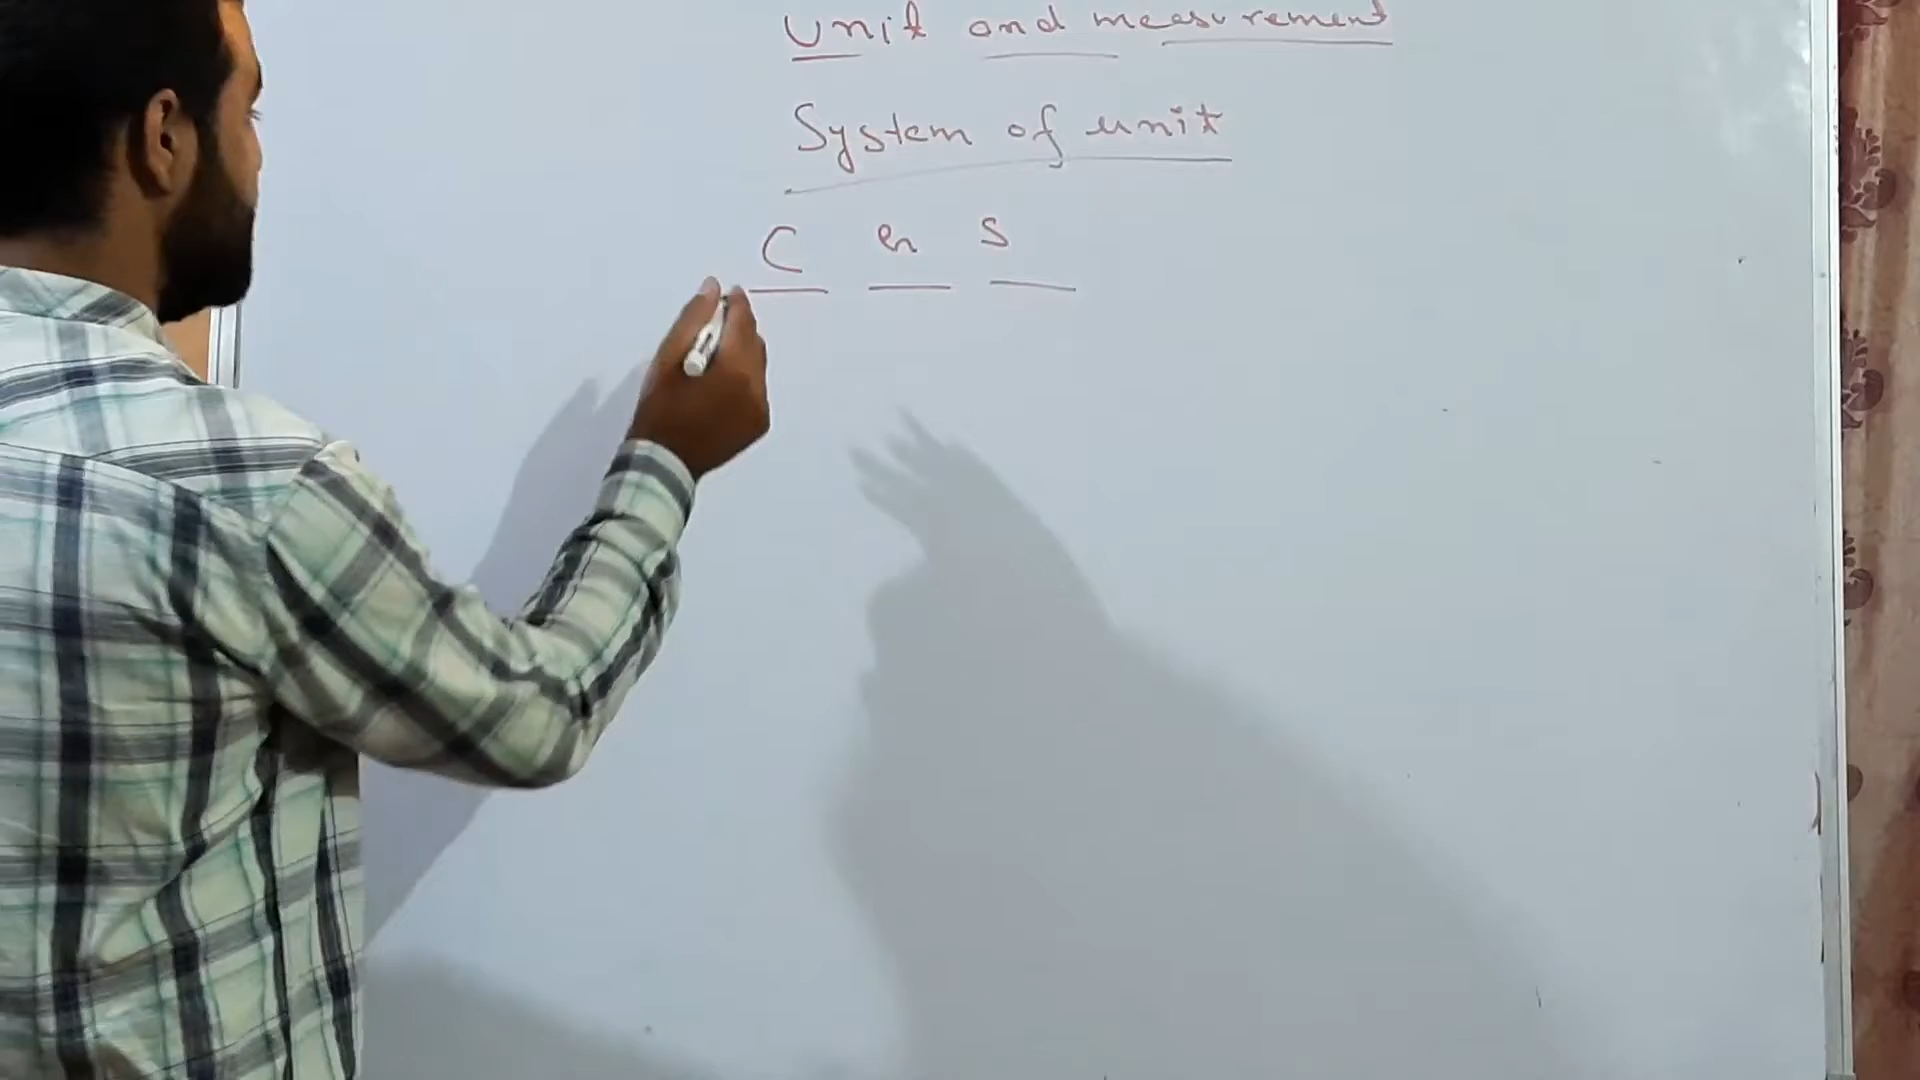 Unit and measurement
System of unit
C G S